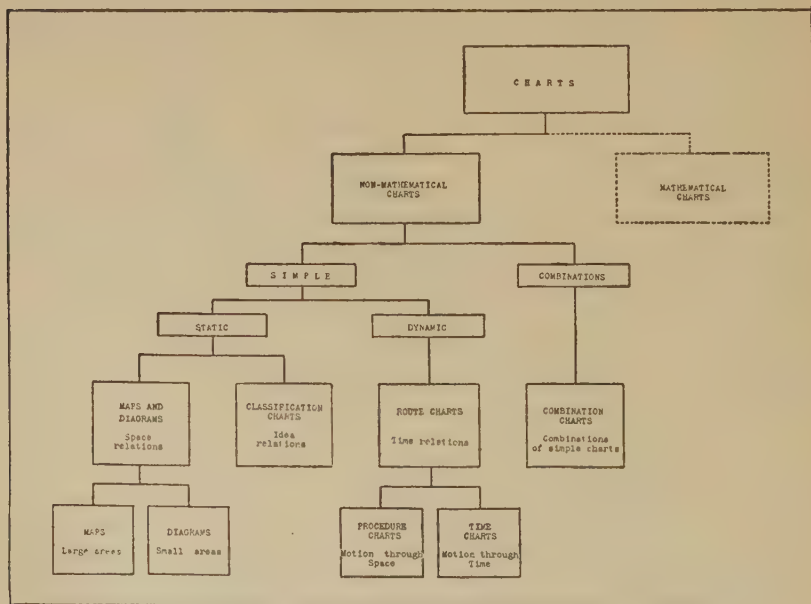 CHARTS
NON-MATHEMATICAL
CHARTS
MATHEMATICAL
CHARTS
SIMPLE
COMBINATIONS
STATIC
DYNAMIC
MAPS AND
DIAGRAMS
Space
relations
CLASSIFICATION
CHARTS
Idea
relations
ROUTE CHARTS
Time relations
COMBINATION
CHARTS
Combinations
of simple charts
MAPS
Large areas
DIAGRAMS
Small areas
PROCEDURE
CHARTS
Motion through
Space
TIME
CHARTS
Motion through
Time